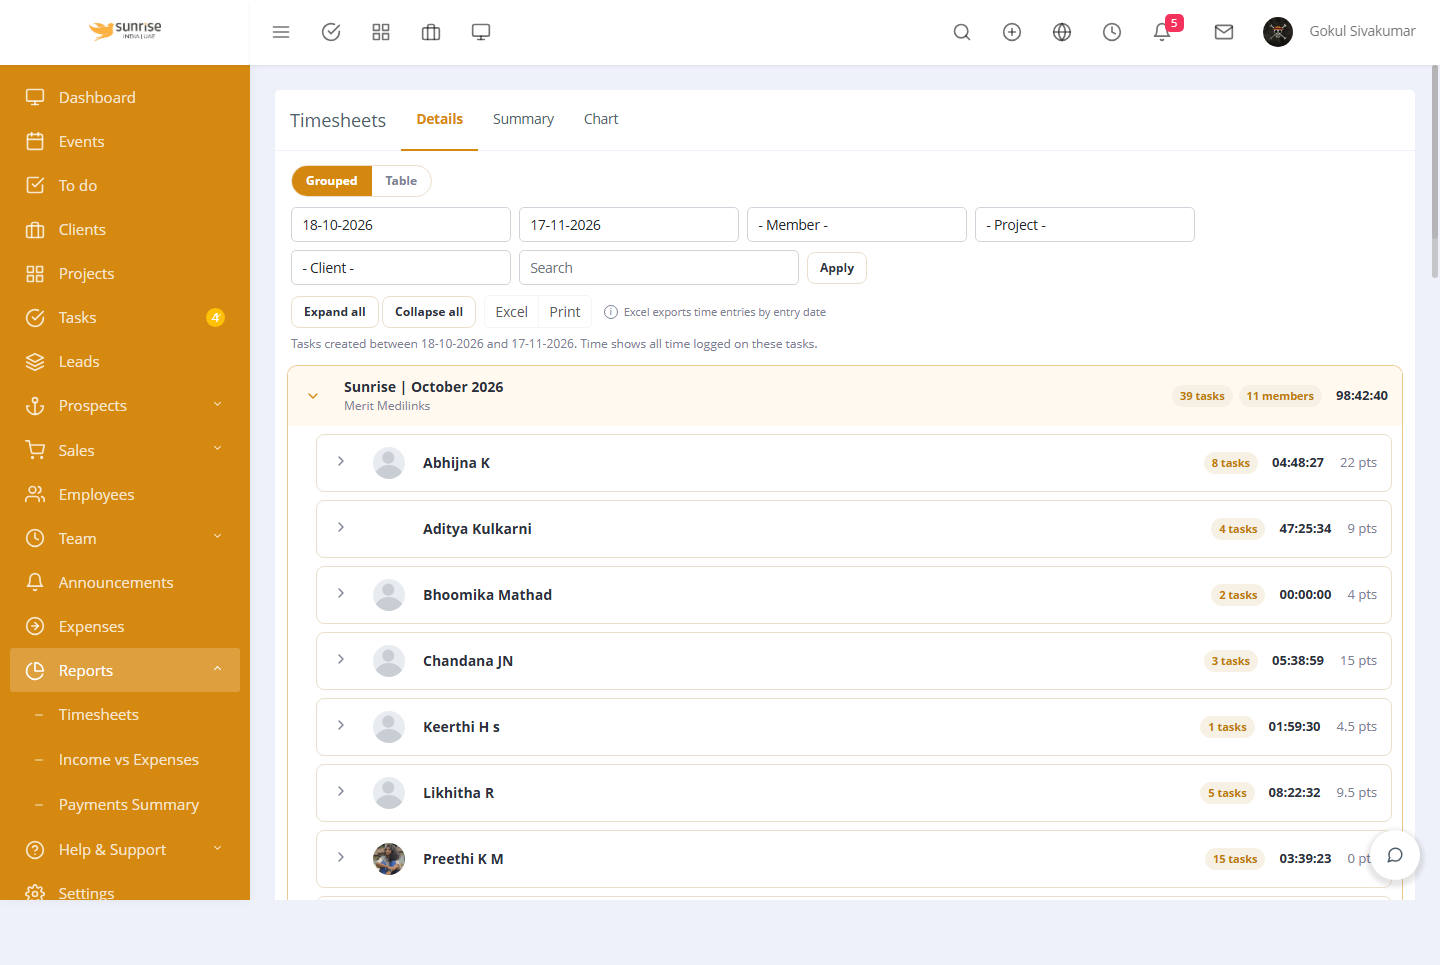 sunrise
INDIA | UAE
5
Gokul Sivakumar
Dashboard
Events
To do
Clients
Projects
Tasks
4
Leads
Prospects
Sales
Employees
Team
Announcements
Expenses
Reports
Timesheets
Income vs Expenses
Payments Summary
Help & Support
Settings
Timesheets Details Summary Chart
Grouped Table
18-10-2026 17-11-2026 - Member - - Project -
- Client - Search Apply
Expand all Collapse all Excel Print Excel exports time entries by entry date
Tasks created between 18-10-2026 and 17-11-2026. Time shows all time logged on these tasks.
Sunrise | October 2026
Merit Medilinks
39 tasks 11 members 98:42:40
Abhijna K 8 tasks 04:48:27 22 pts
Aditya Kulkarni 4 tasks 47:25:34 9 pts
Bhoomika Mathad 2 tasks 00:00:00 4 pts
Chandana JN 3 tasks 05:38:59 15 pts
Keerthi H s 1 tasks 01:59:30 4.5 pts
Likhitha R 5 tasks 08:22:32 9.5 pts
Preethi K M 15 tasks 03:39:23 0 pt